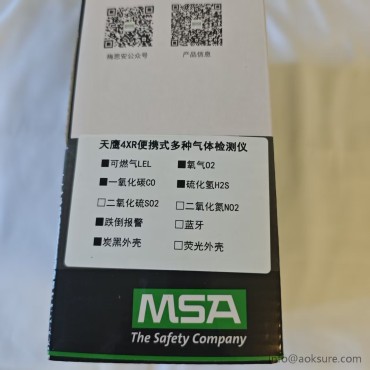 梅思安公众号 产品信息
天鹰4XR便携式多种气体检测仪
■可燃气LEL ■氧气O2
■一氧化碳CO ■硫化氢H2S
□二氧化硫SO2 □二氧化氮NO2
■跌倒报警 □蓝牙
■炭黑外壳 □荧光外壳
MSA
The Safety Company
info@aoksure.com